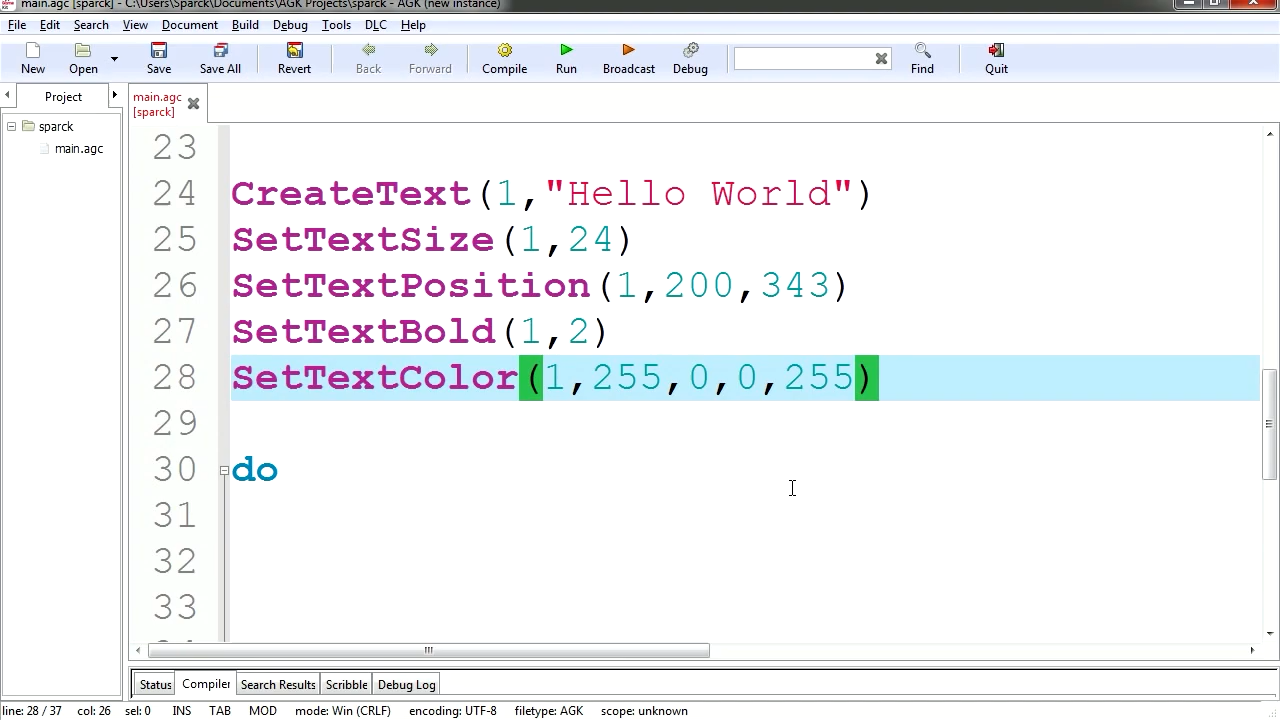 main.agc [sparck] - C:\Users\Sparck\Documents\AGK Projects\sparck - AGK (new instance)
File Edit Search View Document Build Debug Tools DLC Help
New Open Save Save All Revert Back Forward Compile Run Broadcast Debug Find Quit
Project
main.agc
[sparck]
sparck
main.agc
23
24 CreateText(1,"Hello World")
25 SetTextSize(1,24)
26 SetTextPosition(1,200,343)
27 SetTextBold(1,2)
28 SetTextColor(1,255,0,0,255)
29
30 do
31
32
33
Status Compiler Search Results Scribble Debug Log
line: 28 / 37 col: 26 sel: 0 INS TAB MOD mode: Win (CRLF) encoding: UTF-8 filetype: AGK scope: unknown